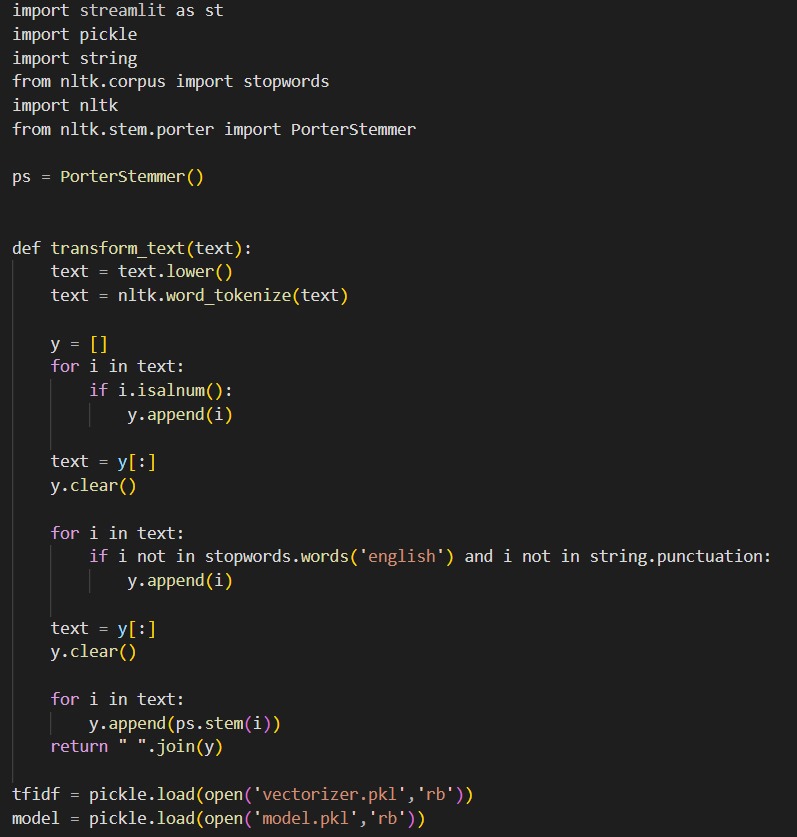 import streamlit as st
import pickle
import string
from nltk.corpus import stopwords
import nltk
from nltk.stem.porter import PorterStemmer

ps = PorterStemmer()


def transform_text(text):
    text = text.lower()
    text = nltk.word_tokenize(text)

    y = []
    for i in text:
        if i.isalnum():
            y.append(i)

    text = y[:]
    y.clear()

    for i in text:
        if i not in stopwords.words('english') and i not in string.punctuation:
            y.append(i)

    text = y[:]
    y.clear()

    for i in text:
        y.append(ps.stem(i))
    return " ".join(y)

tfidf = pickle.load(open('vectorizer.pkl','rb'))
model = pickle.load(open('model.pkl','rb'))